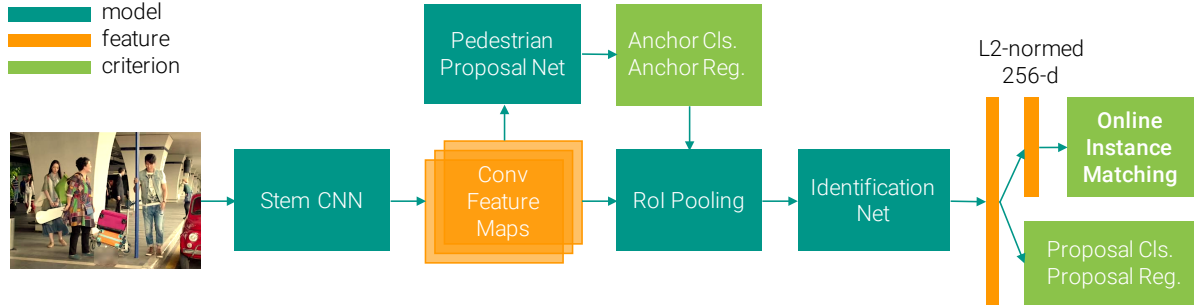 model
feature
criterion
Pedestrian
Proposal Net
Anchor Cls.
Anchor Reg.
L2-normed
256-d
Stem CNN
Conv
Feature
Maps
RoI Pooling
Identification
Net
Online
Instance
Matching
Proposal Cls.
Proposal Reg.